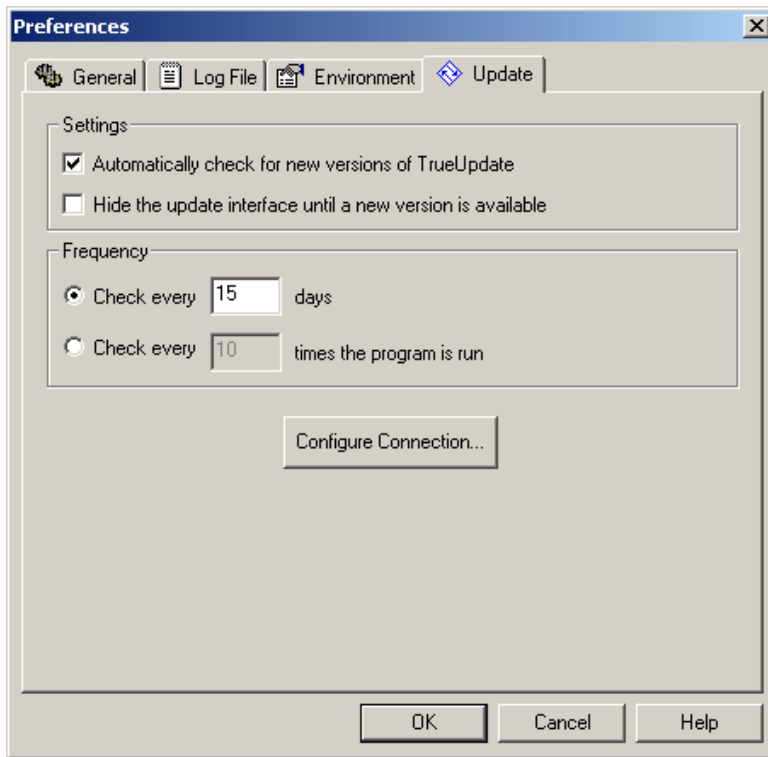 Preferences
General Log File Environment Update
Settings
Automatically check for new versions of TrueUpdate
Hide the update interface until a new version is available
Frequency
Check every 15 days
Check every 10 times the program is run
Configure Connection...
OK Cancel Help